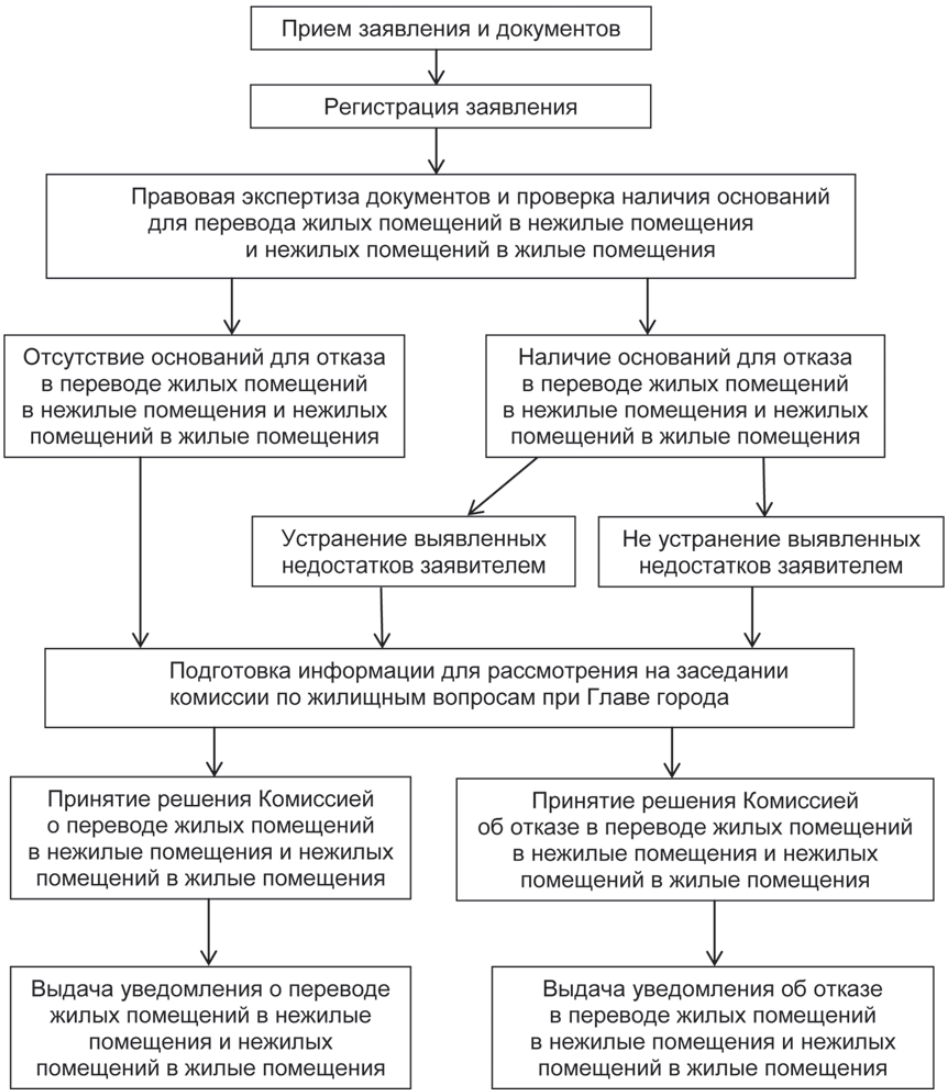 Прием заявления и документов
Регистрация заявления
Правовая экспертиза документов и проверка наличия оснований
для перевода жилых помещений в нежилые помещения
и нежилых помещений в жилые помещения
Отсутствие оснований для отказа
в переводе жилых помещений
в нежилые помещения и нежилых
помещений в жилые помещения
Наличие оснований для отказа
в переводе жилых помещений
в нежилые помещения и нежилых
помещений в жилые помещения
Устранение выявленных
недостатков заявителем
Не устранение выявленных
недостатков заявителем
Подготовка информации для рассмотрения на заседании
комиссии по жилищным вопросам при Главе города
Принятие решения Комиссией
о переводе жилых помещений
в нежилые помещения и нежилых
помещений в жилые помещения
Принятие решения Комиссией
об отказе в переводе жилых помещений
в нежилые помещения и нежилых
помещений в жилые помещения
Выдача уведомления о переводе
жилых помещений в нежилые
помещения и нежилых
помещений в жилые помещения
Выдача уведомления об отказе
в переводе жилых помещений
в нежилые помещения и нежилых
помещений в жилые помещения